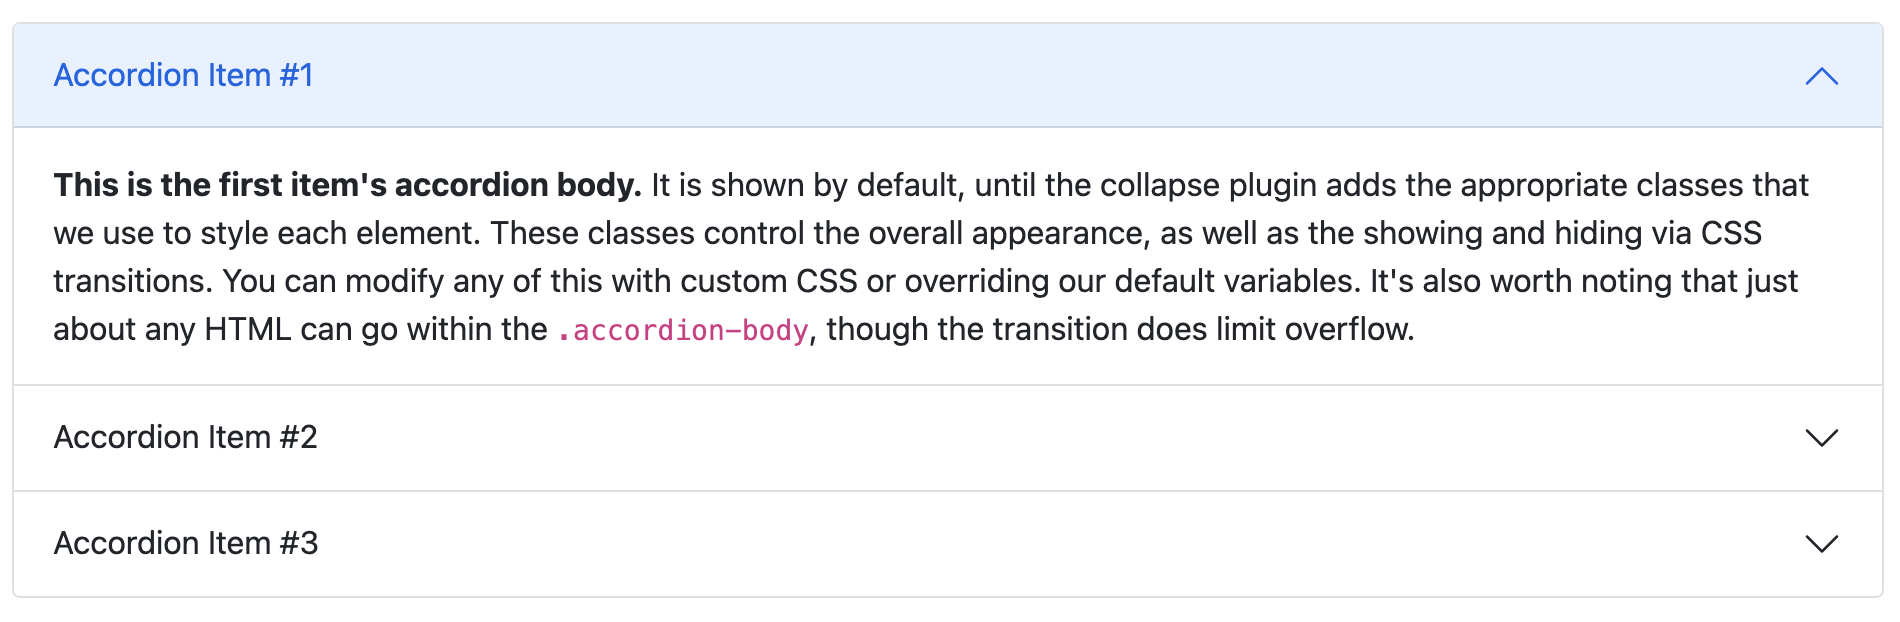 Accordion Item #1
This is the first item's accordion body. It is shown by default, until the collapse plugin adds the appropriate classes that
we use to style each element. These classes control the overall appearance, as well as the showing and hiding via CSS
transitions. You can modify any of this with custom CSS or overriding our default variables. It's also worth noting that just
about any HTML can go within the .accordion-body, though the transition does limit overflow.
Accordion Item #2
Accordion Item #3